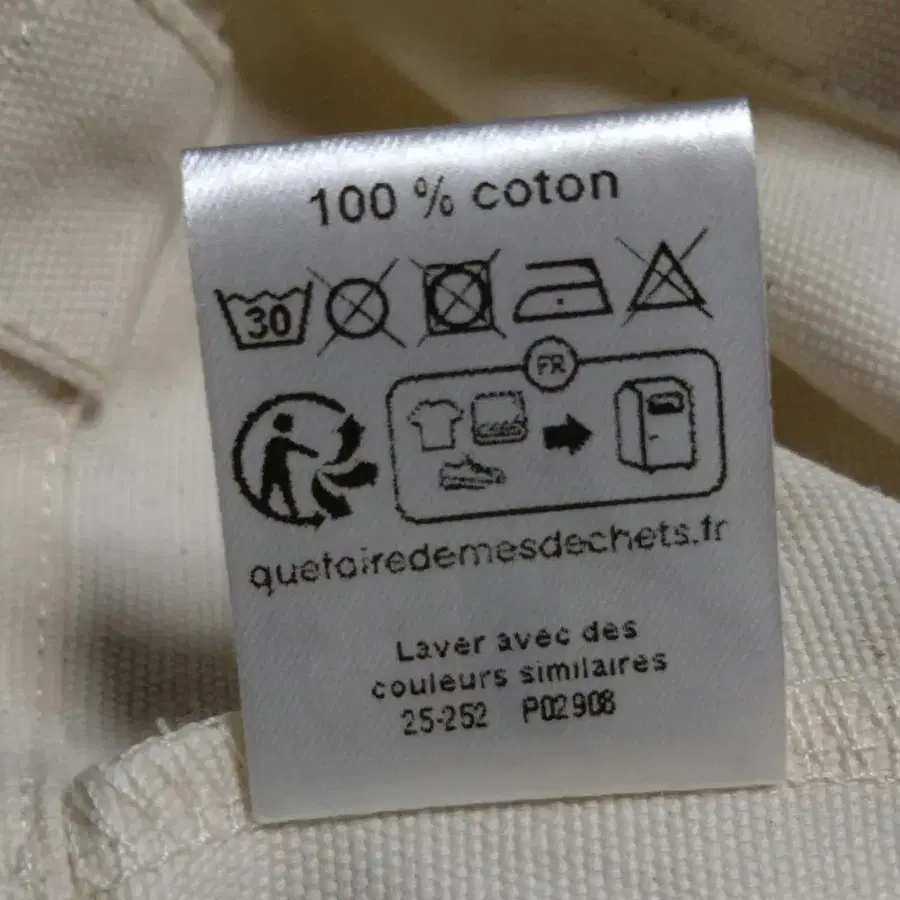 100 % coton
30
FR
quefairedemesdechets.fr
Laver avec des
couleurs similaires
25-252 P02908